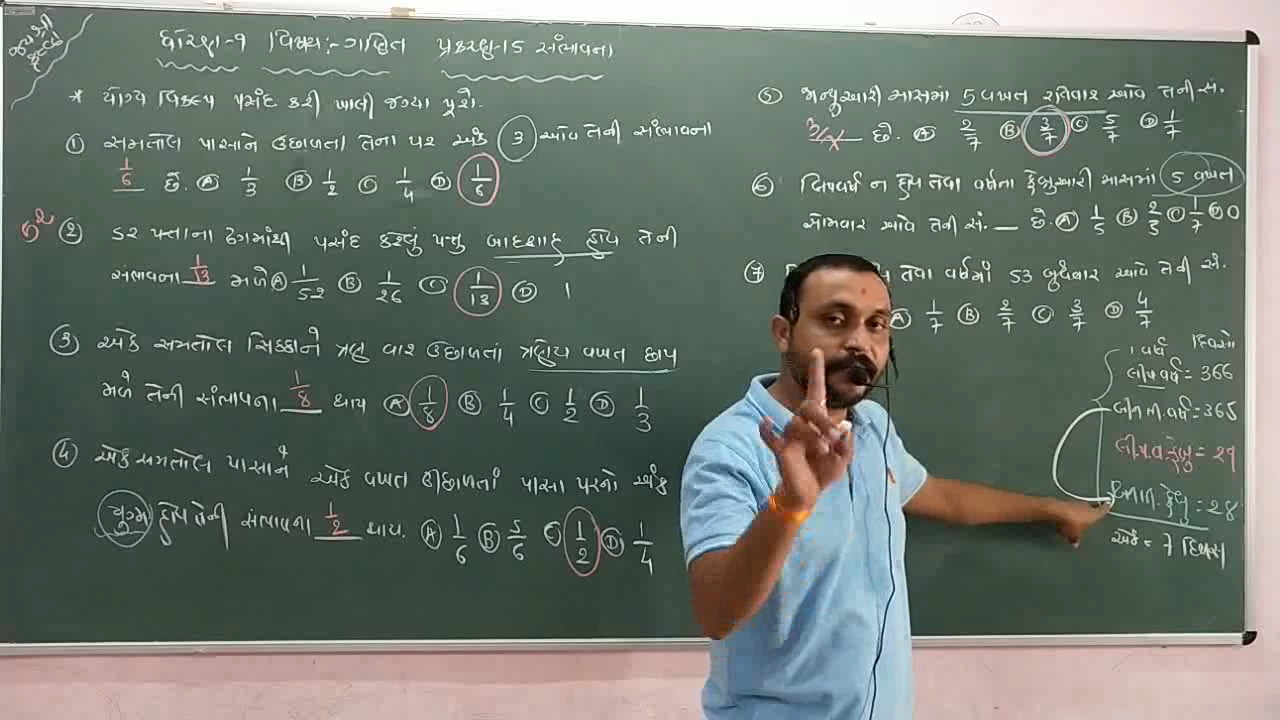 જય શ્રી કૃષ્ણ
ધોરણ-૧ વિષય:-ગણિત પ્રકરણ-15 સંભાવના
* યોગ્ય વિકલ્પ પસંદ કરી ખાલી જગ્યા પૂરો.
① સમતોલ પાસાને ઉછાળતા તેના પર અંક 3 આવે તેની સંભાવના
1/6 છે. Ⓐ 1/3 Ⓑ 1/2 Ⓒ 1/4 Ⓓ 1/6
② 52 પત્તાના ઢગમાંથી પસંદ કરેલું પત્તુ બાદશાહ હોય તેની
સંભાવના 1/13 મળે Ⓐ 1/52 Ⓑ 1/26 Ⓒ 1/13 Ⓓ 1
③ એક સમતોલ સિક્કાને ત્રણ વાર ઉછાળતાં ત્રણેય વખત છાપ
મળે તેની સંભાવના 1/8 થાય Ⓐ 1/8 Ⓑ 1/4 Ⓒ 1/2 Ⓓ 1/3
④ એક સમતોલ પાસાને એક વખત ઉછાળતાં પાસા પરનો અંક
યુગ્મ હોય તેની સંભાવના 1/2 થાય. Ⓐ 1/6 Ⓑ 5/6 Ⓒ 1/2 Ⓓ 1/4
⑤ જાન્યુઆરી માસમાં 5 વખત રવિવાર આવે તેની સં.
3/7 છે. Ⓐ 2/7 Ⓑ 3/7 Ⓒ 5/7 Ⓓ 1/7
⑥ લિપવર્ષ ન હોય તેવા વર્ષના ફેબ્રુઆરી માસમાં 5 વખત
સોમવાર આવે તેની સં. __ છે. Ⓐ 1/5 Ⓑ 2/5 Ⓒ 1/7 Ⓓ 0
⑦ તેવા વર્ષમાં 53 બુધવાર આવે તેની સં.
Ⓐ 1/7 Ⓑ 2/7 Ⓒ 3/7 Ⓓ 4/7
1 વર્ષ દિવસો
લીપ વર્ષ = 366
વર્ષ = 365
લી.પ.વ.ફેબ્રુ = 29
ફેબ્રુ = 28
અઠ = 7 દિવસ